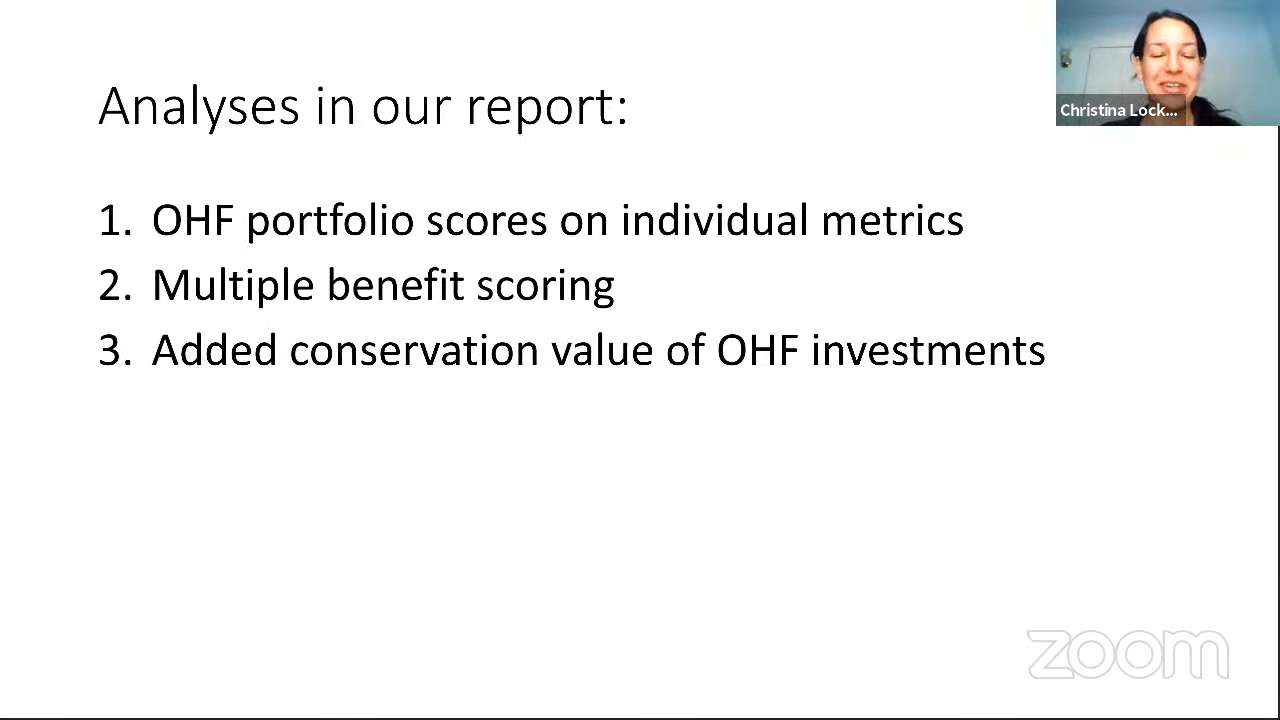 Analyses in our report:
1. OHF portfolio scores on individual metrics
2. Multiple benefit scoring
3. Added conservation value of OHF investments
Christina Lock...
zoom